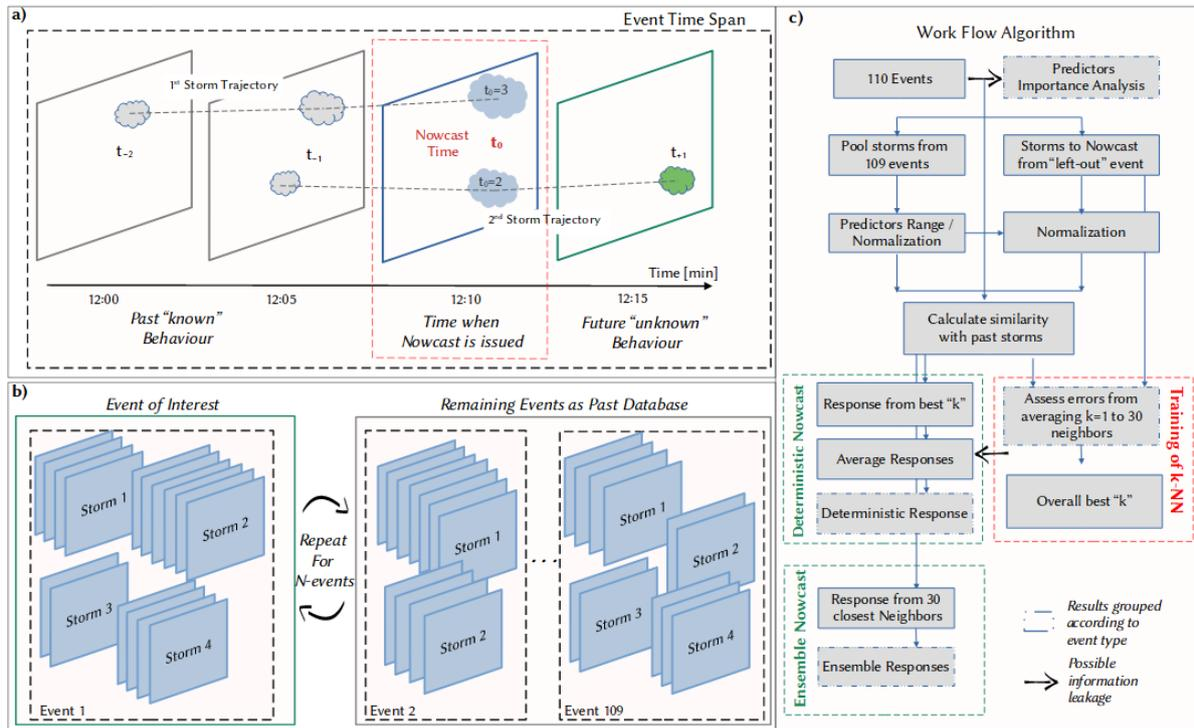 a)
Event Time Span
1st Storm Trajectory
t₀=3
t₋₂
t₋₁
Nowcast
Time
t₀
t₊₁
t₀=2
2nd Storm Trajectory
Time [min]
12:00
12:05
12:10
12:15
Past “known”
Behaviour
Time when
Nowcast is issued
Future “unknown”
Behaviour
b)
Event of Interest
Remaining Events as Past Database
Storm 1
Storm 2
Storm 3
Storm 4
Event 1
Repeat
For
N-events
Storm 1
Storm 2
Event 2
...
Storm 1
Storm 2
Storm 3
Storm 4
Event 109
c)
Work Flow Algorithm
110 Events
Predictors
Importance Analysis
Pool storms from
109 events
Storms to Nowcast
from “left-out” event
Predictors Range /
Normalization
Normalization
Calculate similarity
with past storms
Deterministic Nowcast
Response from best “k”
Average Responses
Deterministic Response
Training of k-NN
Assess errors from
averaging k=1 to 30
neighbors
Overall best “k”
Ensemble Nowcast
Response from 30
closest Neighbors
Ensemble Responses
Results grouped
according to
event type
Possible
information
leakage